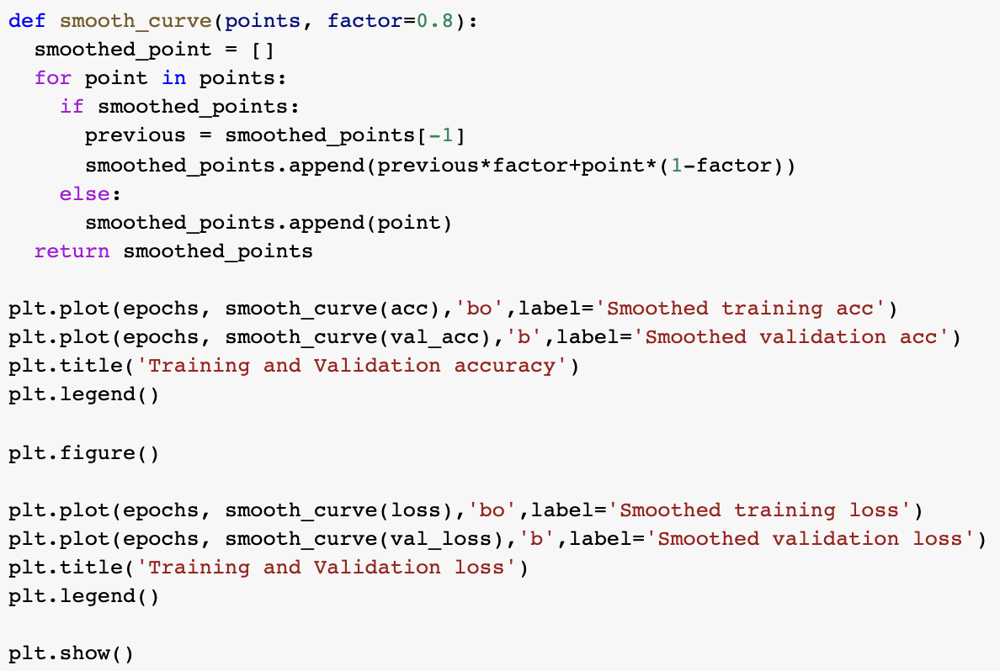 def smooth_curve(points, factor=0.8):
  smoothed_point = []
  for point in points:
    if smoothed_points:
      previous = smoothed_points[-1]
      smoothed_points.append(previous*factor+point*(1-factor))
    else:
      smoothed_points.append(point)
  return smoothed_points

plt.plot(epochs, smooth_curve(acc),'bo',label='Smoothed training acc')
plt.plot(epochs, smooth_curve(val_acc),'b',label='Smoothed validation acc')
plt.title('Training and Validation accuracy')
plt.legend()

plt.figure()

plt.plot(epochs, smooth_curve(loss),'bo',label='Smoothed training loss')
plt.plot(epochs, smooth_curve(val_loss),'b',label='Smoothed validation loss')
plt.title('Training and Validation loss')
plt.legend()

plt.show()